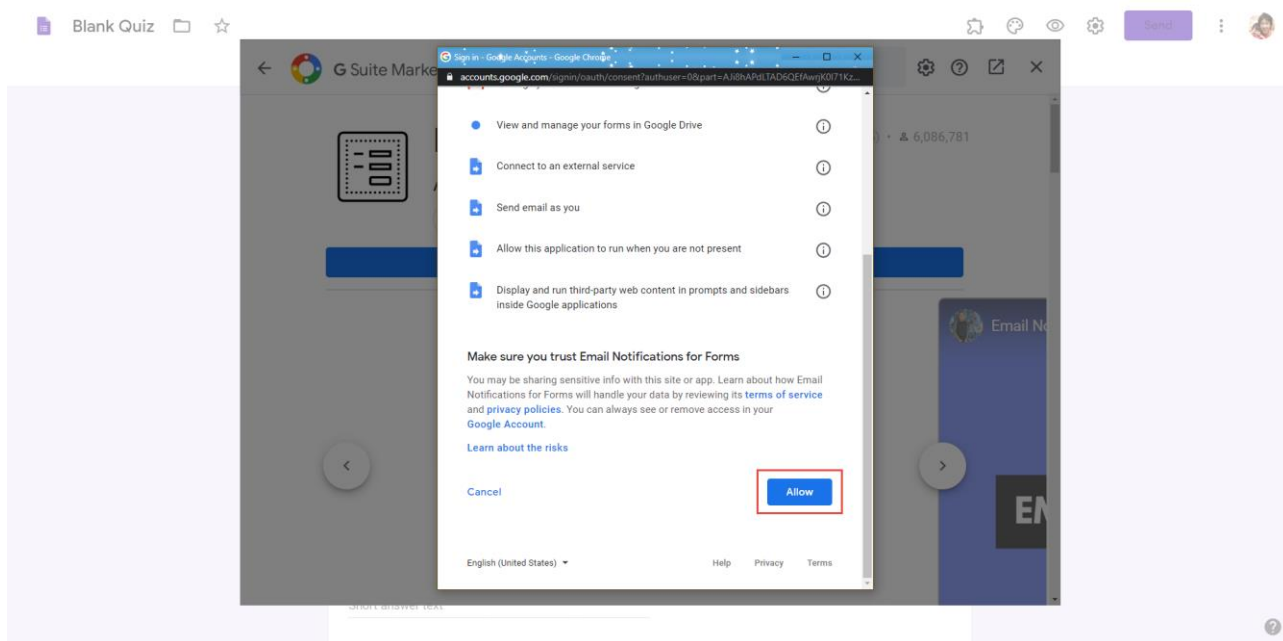 Blank Quiz
Send
G Suite Marke
Sign in - Google Accounts - Google Chrome
accounts.google.com/signin/oauth/consent?authuser=0&part=AJi8hAPdLTAD6QEfAwrjK0I71Kz...
6,086,781
View and manage your forms in Google Drive
Connect to an external service
Send email as you
Allow this application to run when you are not present
Display and run third-party web content in prompts and sidebars
inside Google applications
Email No
Make sure you trust Email Notifications for Forms
You may be sharing sensitive info with this site or app. Learn about how Email
Notifications for Forms will handle your data by reviewing its terms of service
and privacy policies. You can always see or remove access in your
Google Account.
Learn about the risks
Cancel
Allow
EN
English (United States)
Help Privacy Terms
Short answer text